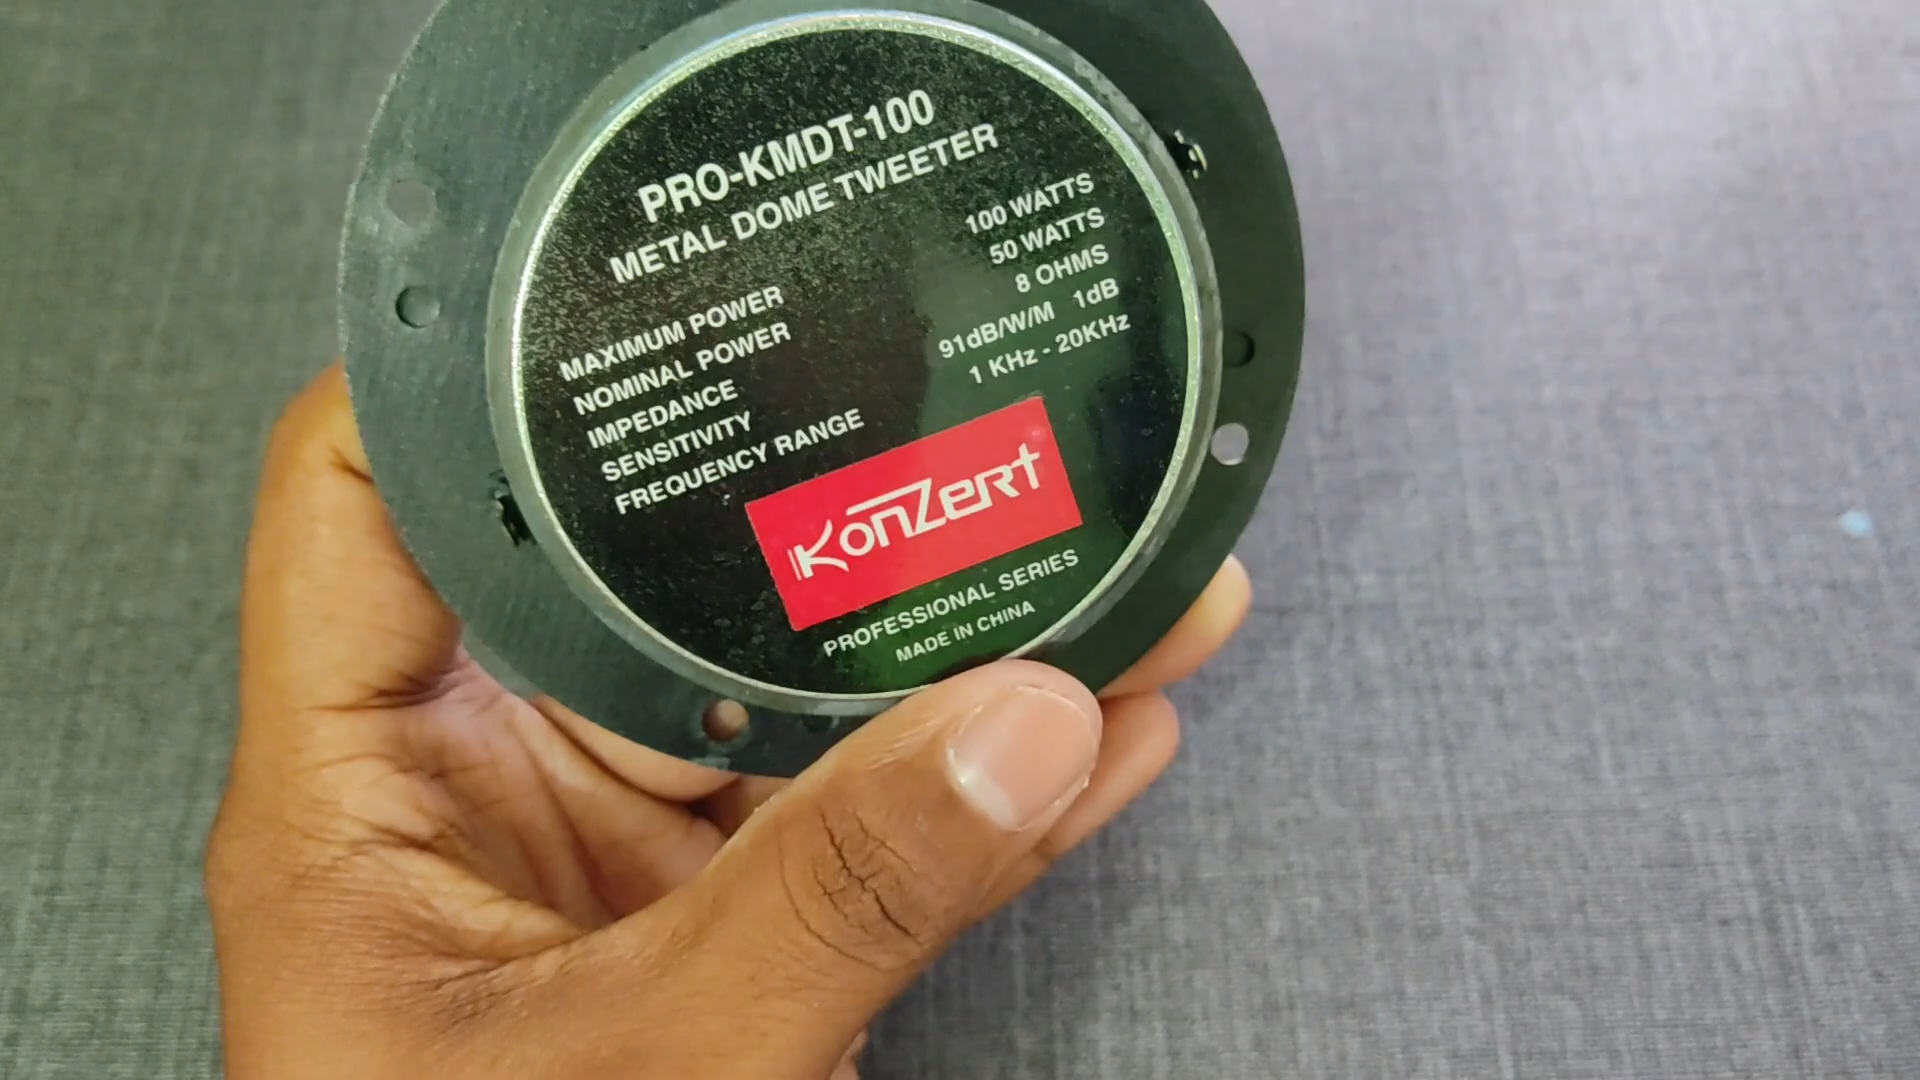 PRO-KMDT-100
METAL DOME TWEETER
MAXIMUM POWER 100 WATTS
NOMINAL POWER 50 WATTS
IMPEDANCE 8 OHMS
SENSITIVITY 91dB/W/M 1dB
FREQUENCY RANGE 1 KHz - 20KHz
KonZert
PROFESSIONAL SERIES
MADE IN CHINA